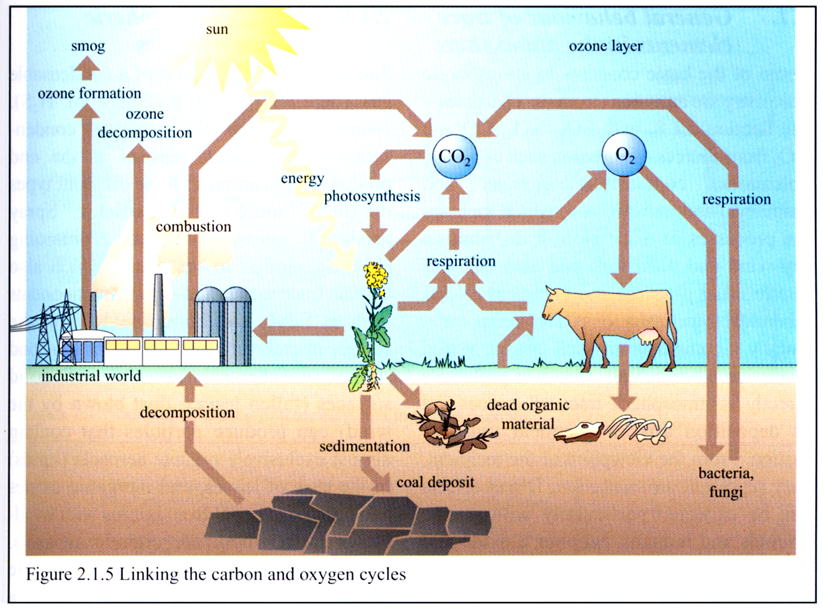 sun
smog
ozone layer
ozone formation
ozone
decomposition
CO2
O2
energy
photosynthesis
respiration
combustion
respiration
industrial world
decomposition
dead organic
material
sedimentation
coal deposit
bacteria,
fungi
Figure 2.1.5 Linking the carbon and oxygen cycles